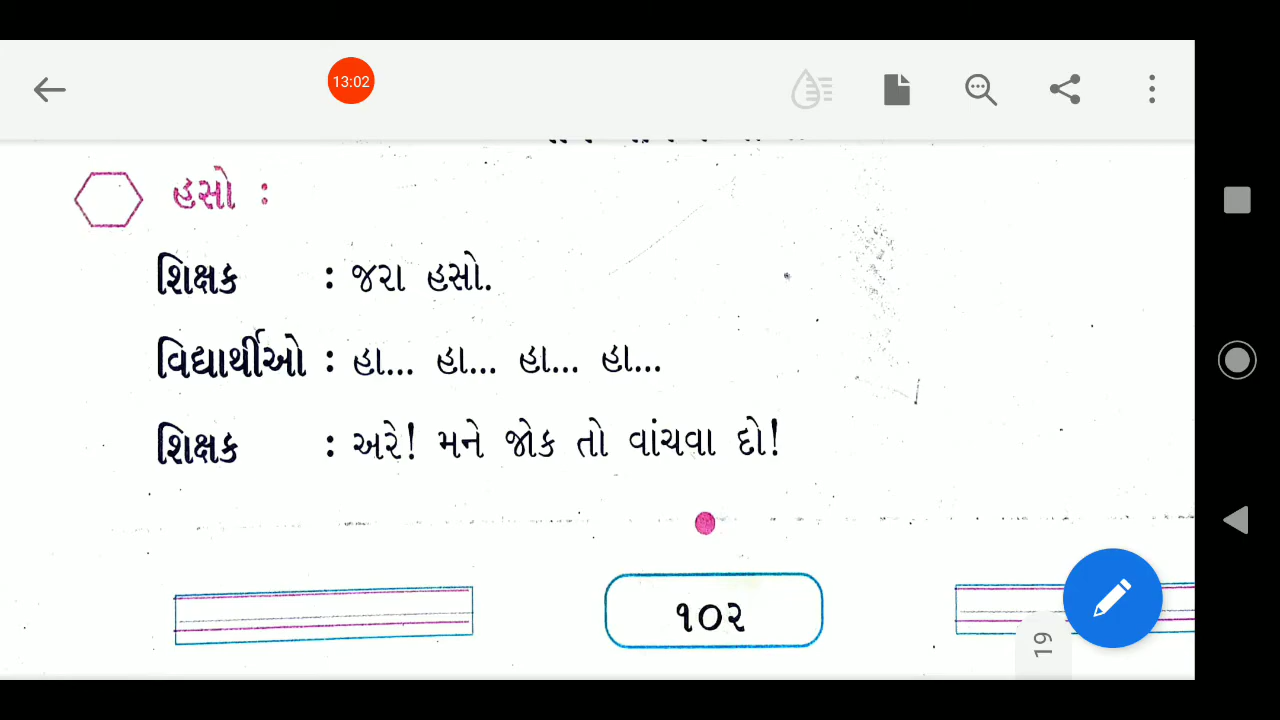 13:02
હસો :
શિક્ષક : જરા હસો.
વિદ્યાર્થીઓ : હા... હા... હા... હા...
શિક્ષક : અરે! મને જોક તો વાંચવા દો!
૧૦૨
19